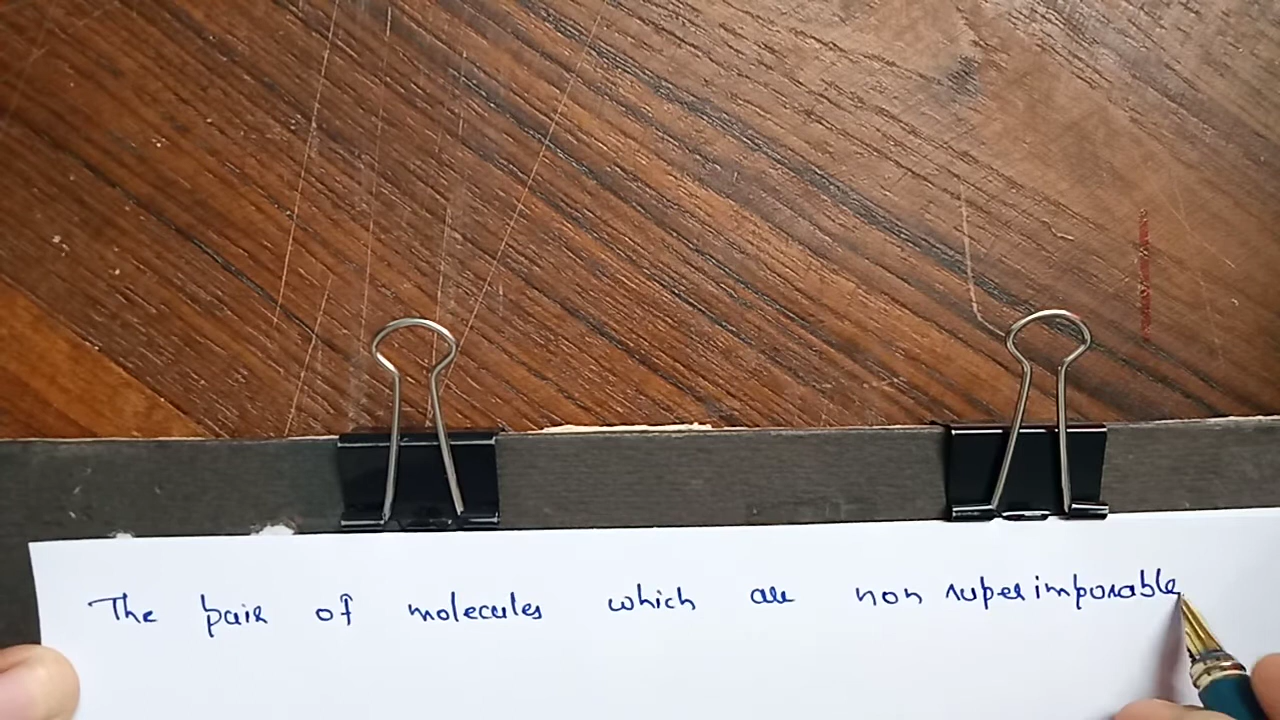 The pair of molecules which are non superimposable